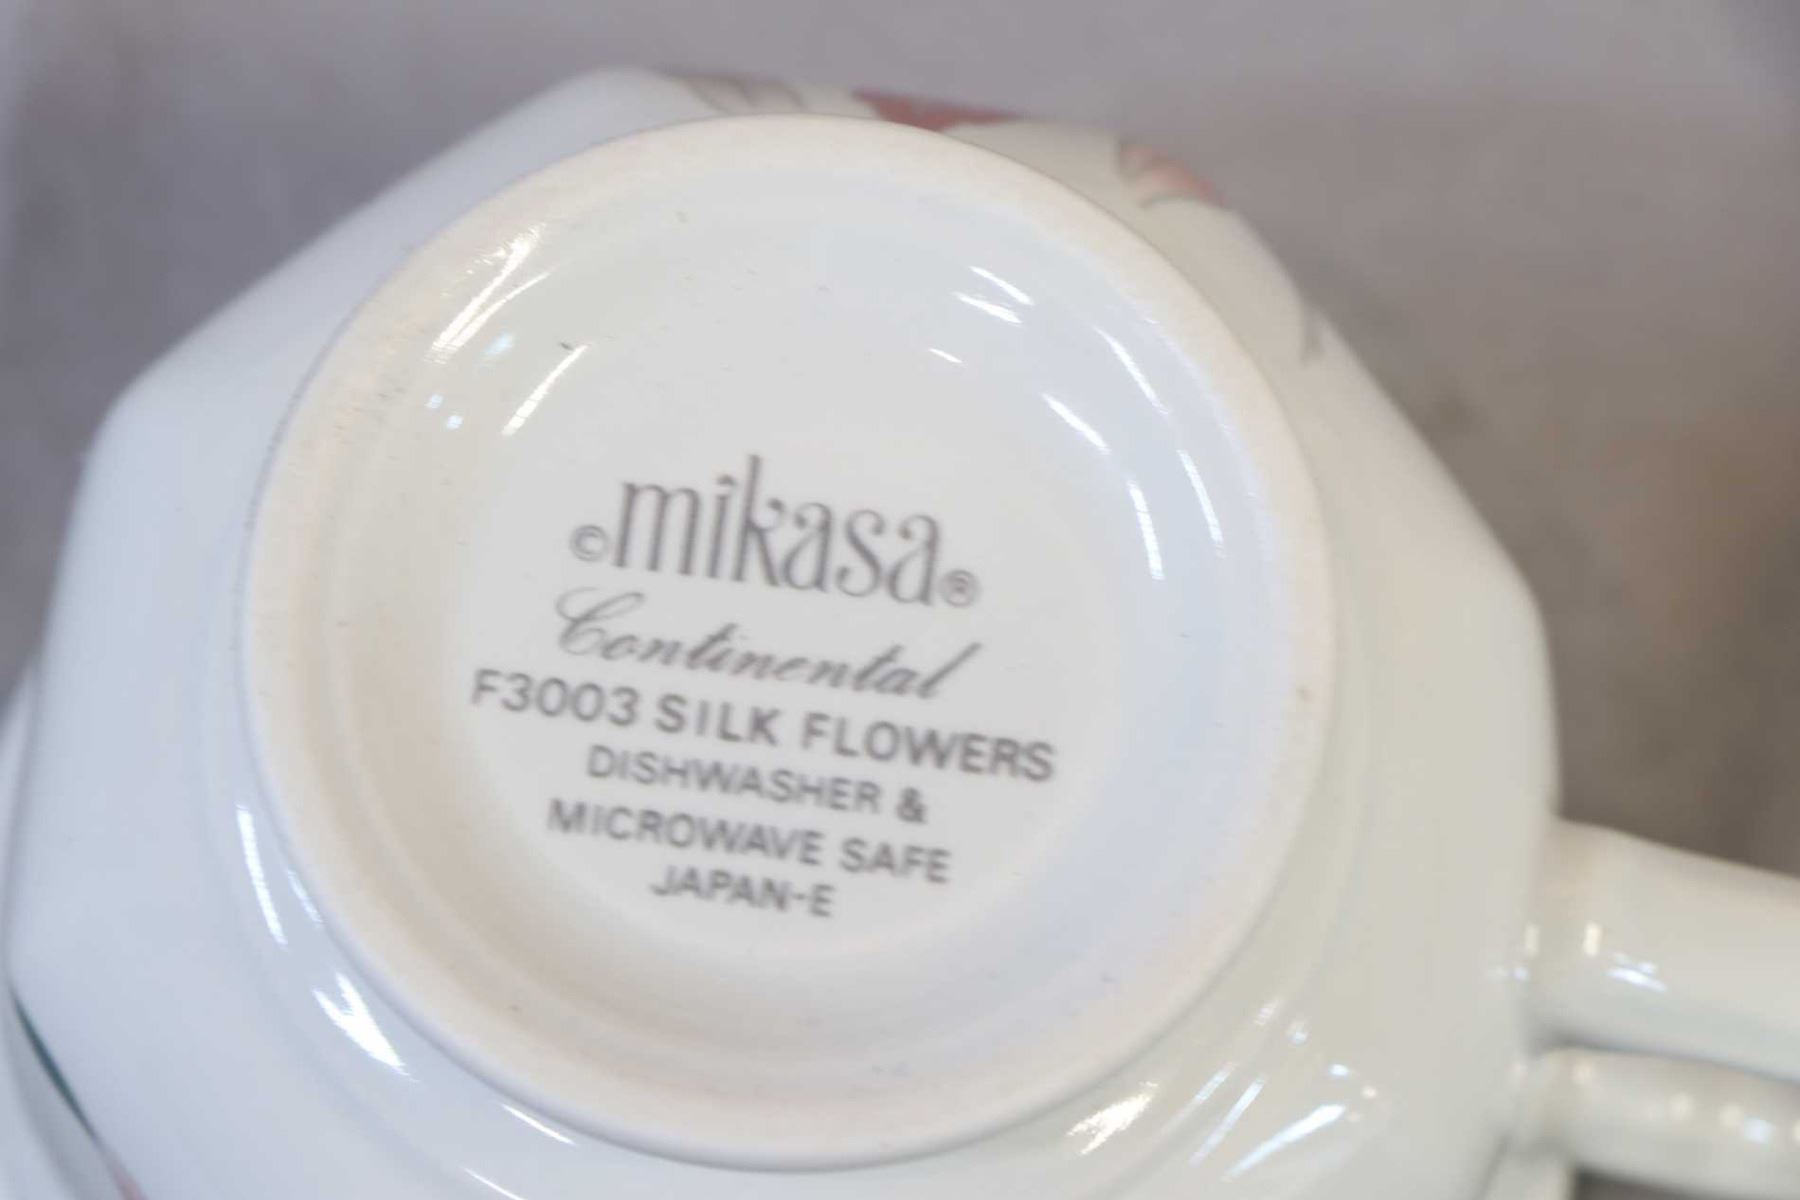 ©mikasa®
Continental
F3003 SILK FLOWERS
DISHWASHER &
MICROWAVE SAFE
JAPAN-E